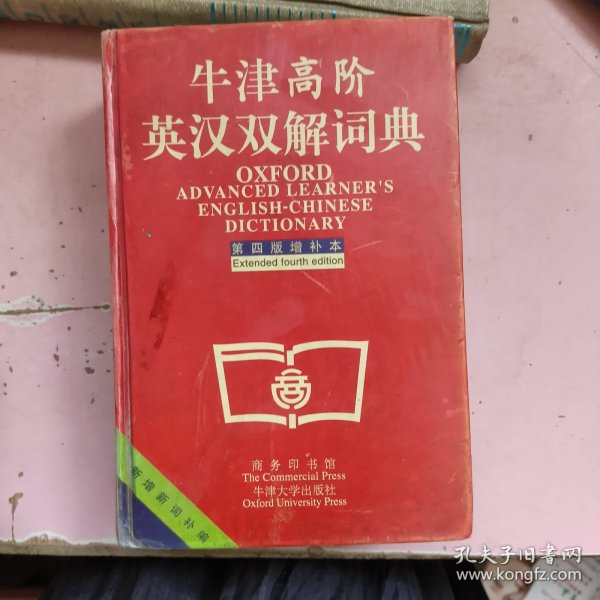 牛津高阶
英汉双解词典
OXFORD
ADVANCED LEARNER'S
ENGLISH-CHINESE
DICTIONARY
第四版增补本
Extended fourth edition
商
商务印书馆
The Commercial Press
牛津大学出版社
Oxford University Press
新增新词补编
孔夫子旧书网
www.kongfz.com